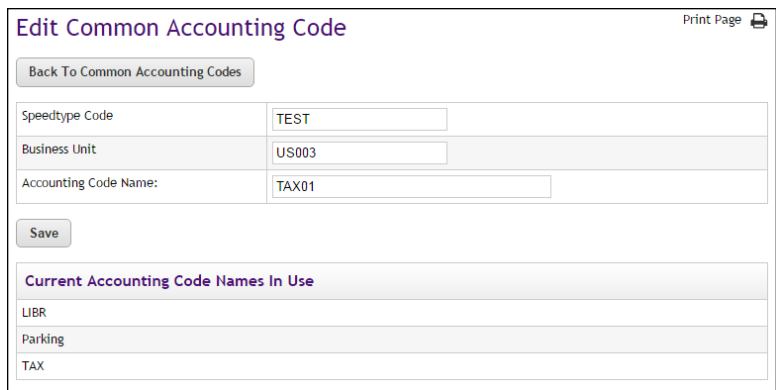 Edit Common Accounting Code
Print Page
Back To Common Accounting Codes
Speedtype Code
TEST
Business Unit
US003
Accounting Code Name:
TAX01
Save
Current Accounting Code Names In Use
LIBR
Parking
TAX